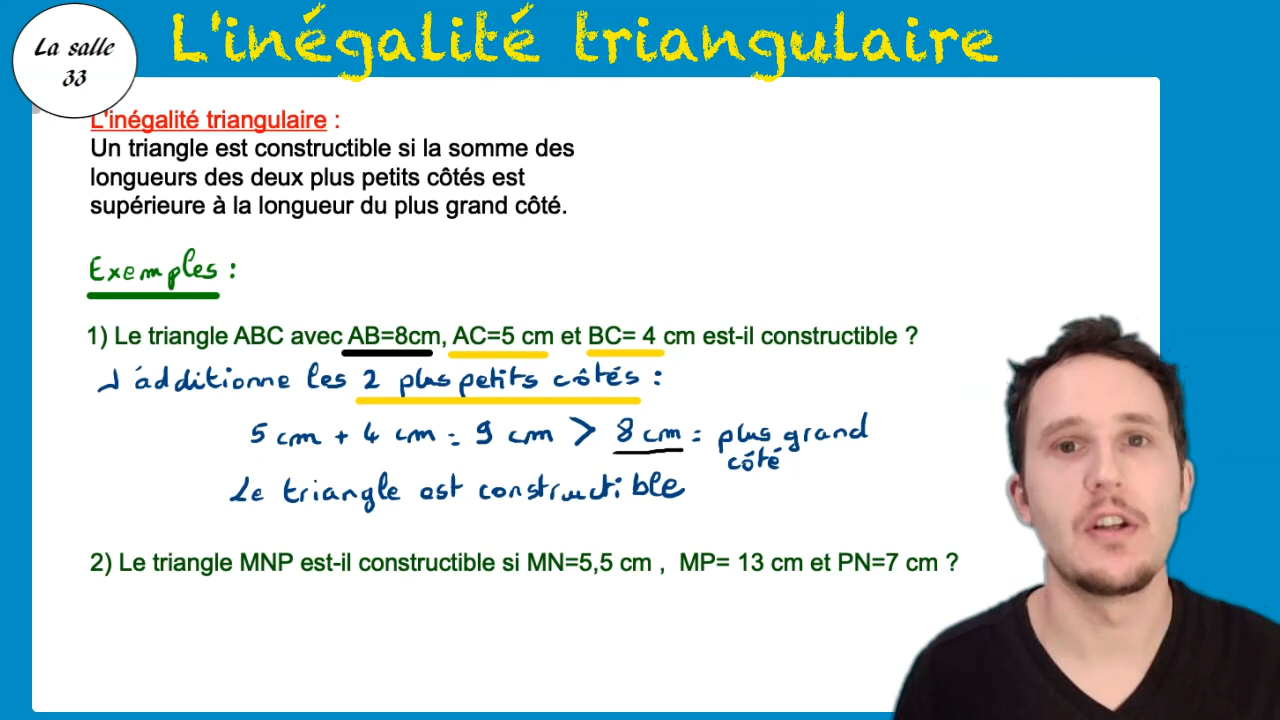 La salle
33
L'inégalité triangulaire
L'inégalité triangulaire :
Un triangle est constructible si la somme des
longueurs des deux plus petits côtés est
supérieure à la longueur du plus grand côté.
Exemples :
1) Le triangle ABC avec AB=8cm, AC=5 cm et BC= 4 cm est-il constructible ?
J'additionne les 2 plus petits côtés :
5 cm + 4 cm = 9 cm > 8 cm = plus grand
côté
Le triangle est constructible
2) Le triangle MNP est-il constructible si MN=5,5 cm , MP= 13 cm et PN=7 cm ?